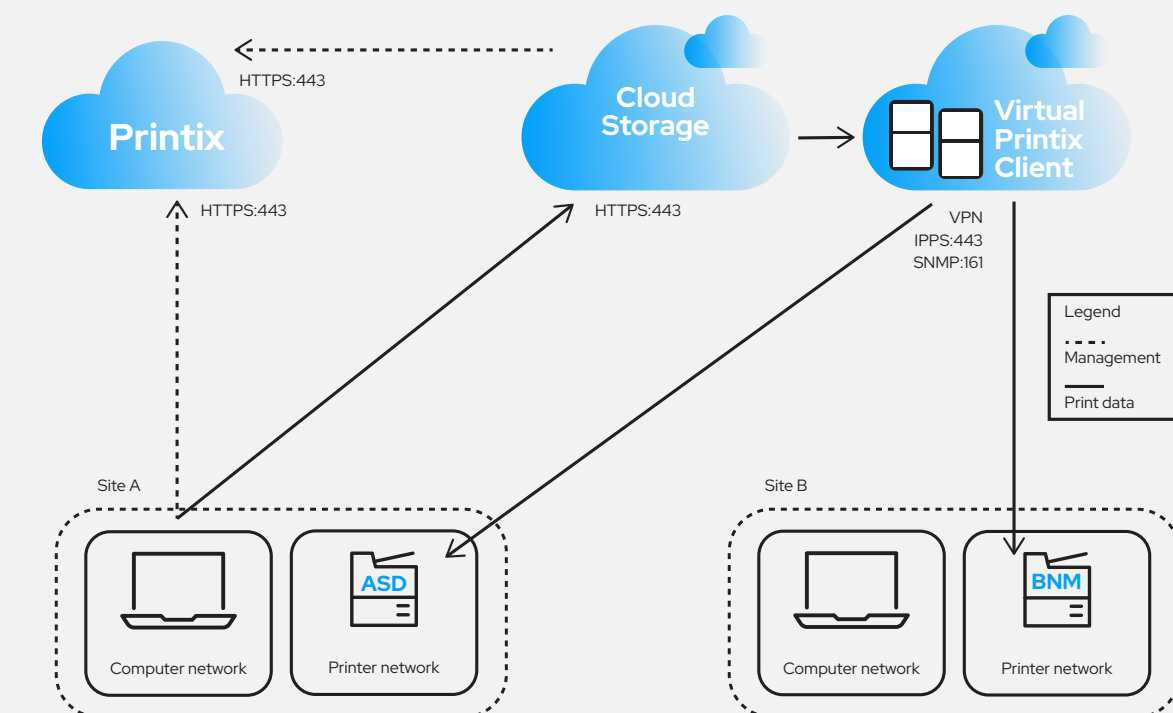 HTTPS:443
Printix
Cloud
Storage
Virtual
Printix
Client
HTTPS:443
HTTPS:443
VPN
IPPS:443
SNMP:161
Legend
Management
Print data
Site A
Site B
ASD
BNM
Computer network
Printer network
Computer network
Printer network